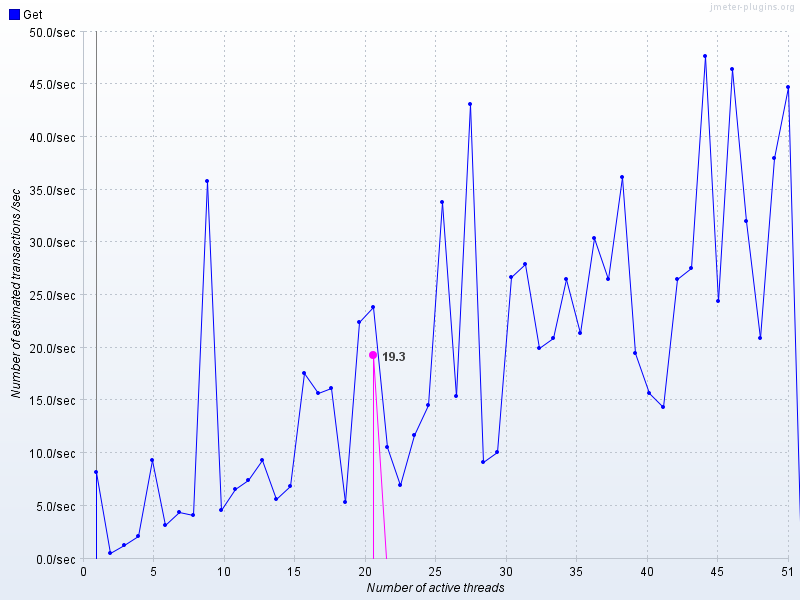 jmeter-plugins.org
Get
50.0/sec
45.0/sec
40.0/sec
35.0/sec
30.0/sec
25.0/sec
20.0/sec
15.0/sec
10.0/sec
5.0/sec
0.0/sec
Number of estimated transactions /sec
19.3
0 5 10 15 20 25 30 35 40 45 51
Number of active threads